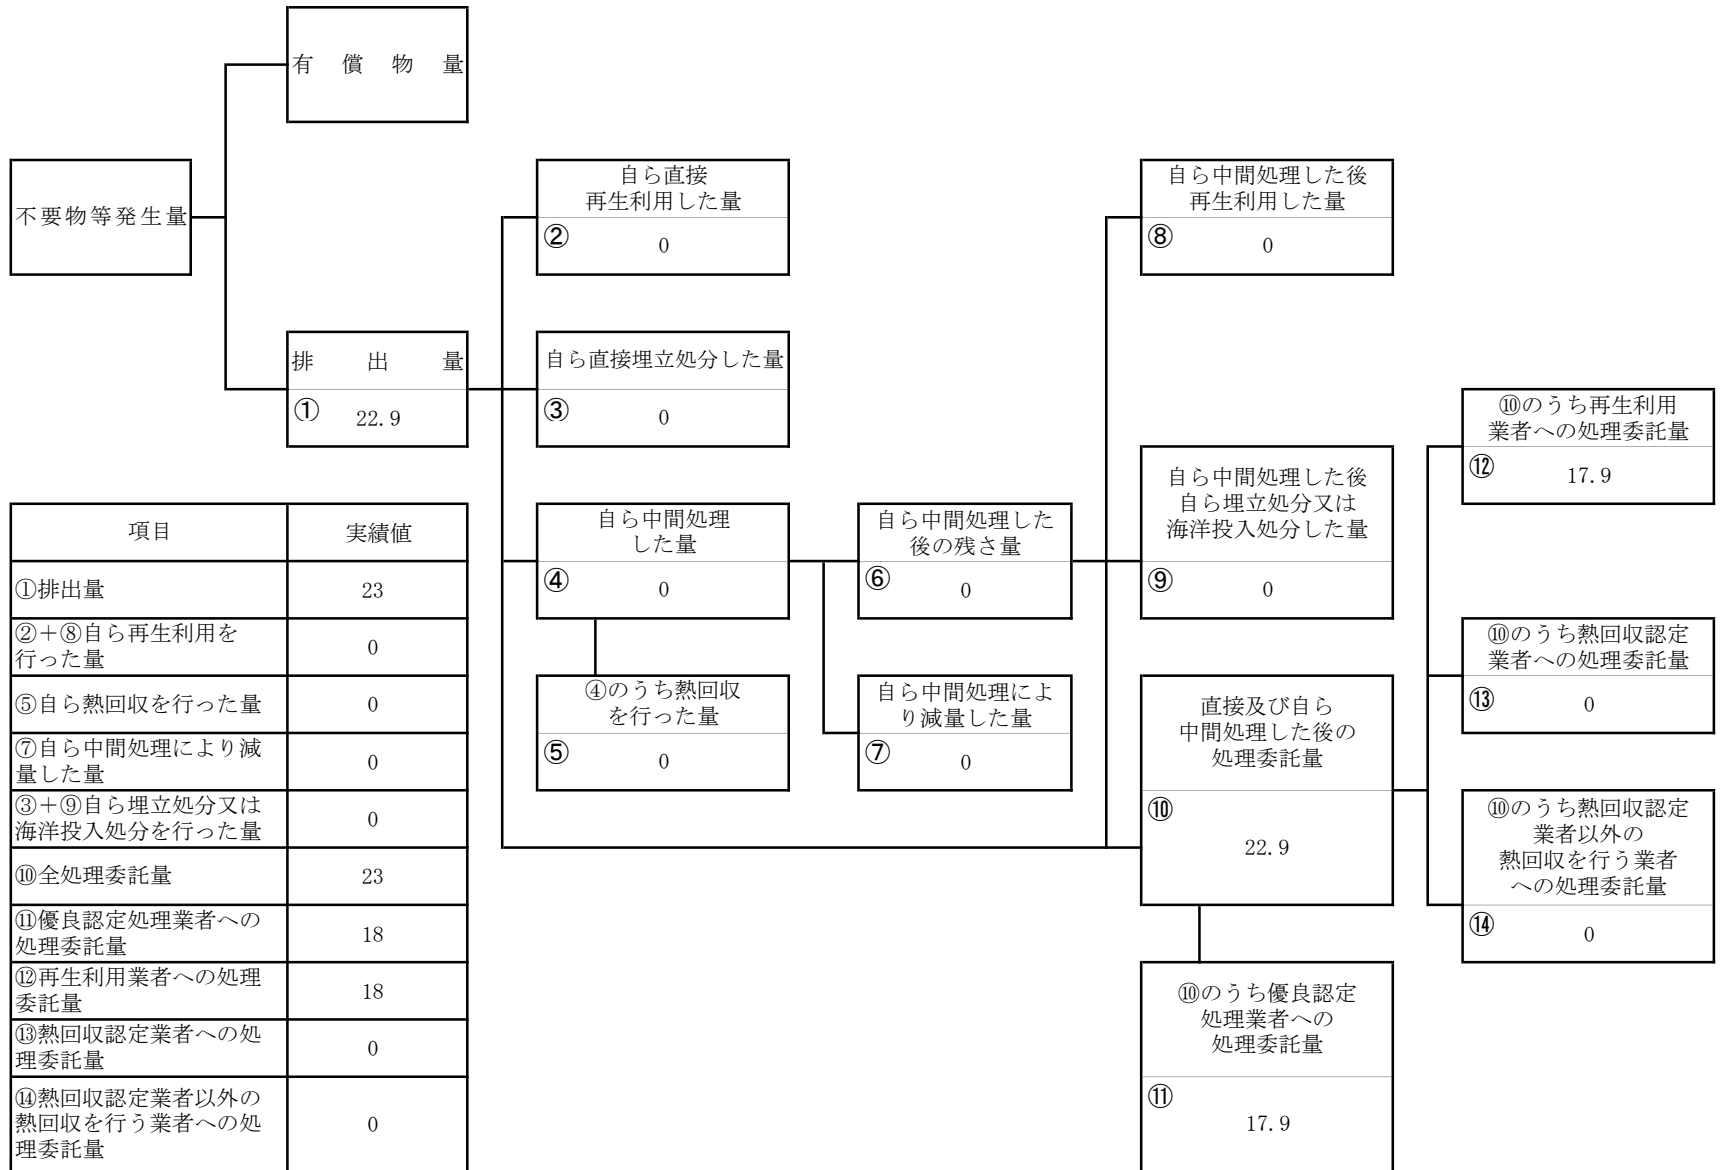 有償物量
不要物等発生量
自ら直接
再生利用した量
②
0
自ら中間処理した後
再生利用した量
⑧
0
排出量
①
22.9
自ら直接埋立処分した量
③
0
⑩のうち再生利用
業者への処理委託量
⑫
17.9
自ら中間処理
した量
④
0
自ら中間処理した
後の残さ量
⑥
0
自ら中間処理した後
自ら埋立処分又は
海洋投入処分した量
⑨
0
⑩のうち熱回収認定
業者への処理委託量
⑬
0
④のうち熱回収
を行った量
⑤
0
自ら中間処理によ
り減量した量
⑦
0
直接及び自ら
中間処理した後の
処理委託量
⑩
22.9
⑩のうち熱回収認定
業者以外の
熱回収を行う業者
への処理委託量
⑭
0
⑩のうち優良認定
処理業者への
処理委託量
⑪
17.9
項目 実績値
①排出量 23
②+⑧自ら再生利用を
行った量 0
⑤自ら熱回収を行った量 0
⑦自ら中間処理により減
量した量 0
③+⑨自ら埋立処分又は
海洋投入処分を行った量 0
⑩全処理委託量 23
⑪優良認定処理業者への
処理委託量 18
⑫再生利用業者への処理
委託量 18
⑬熱回収認定業者への処
理委託量 0
⑭熱回収認定業者以外の
熱回収を行う業者への処
理委託量 0